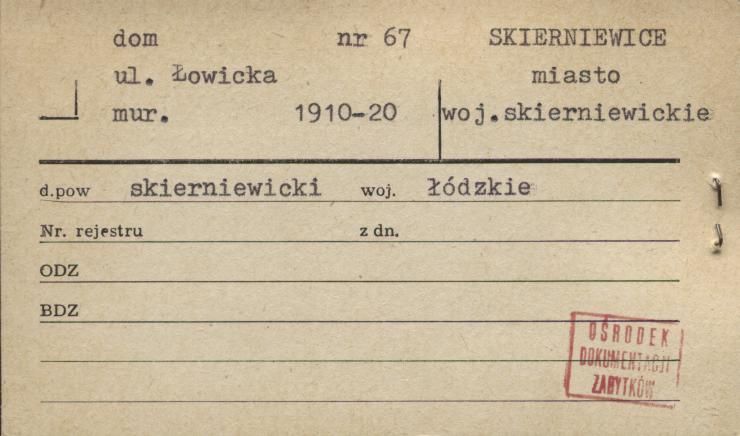 dom nr 67 SKIERNIEWICE
ul. Łowicka miasto
mur. 1910-20 woj.skierniewickie
d.pow skierniewicki woj. łódzkie
Nr. rejestru z dn.
ODZ
BDZ
OŚRODEK
DOKUMENTACJI
ZABYTKÓW